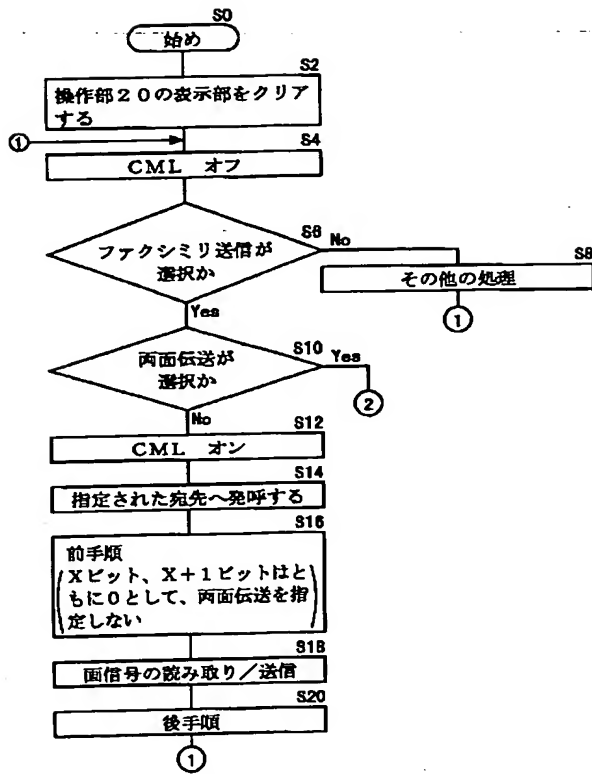 S0
始め
S2
操作部20の表示部をクリア
する
①
S4
CML オフ
S6
ファクシミリ送信が
選択か
No
S8
その他の処理
①
Yes
S10
両面伝送が
選択か
Yes
②
No
S12
CML オン
S14
指定された宛先へ発呼する
S16
前手順
(Xビット、X+1ビットはと
もに0として、両面伝送を指
定しない)
S18
画信号の読み取り/送信
S20
後手順
①